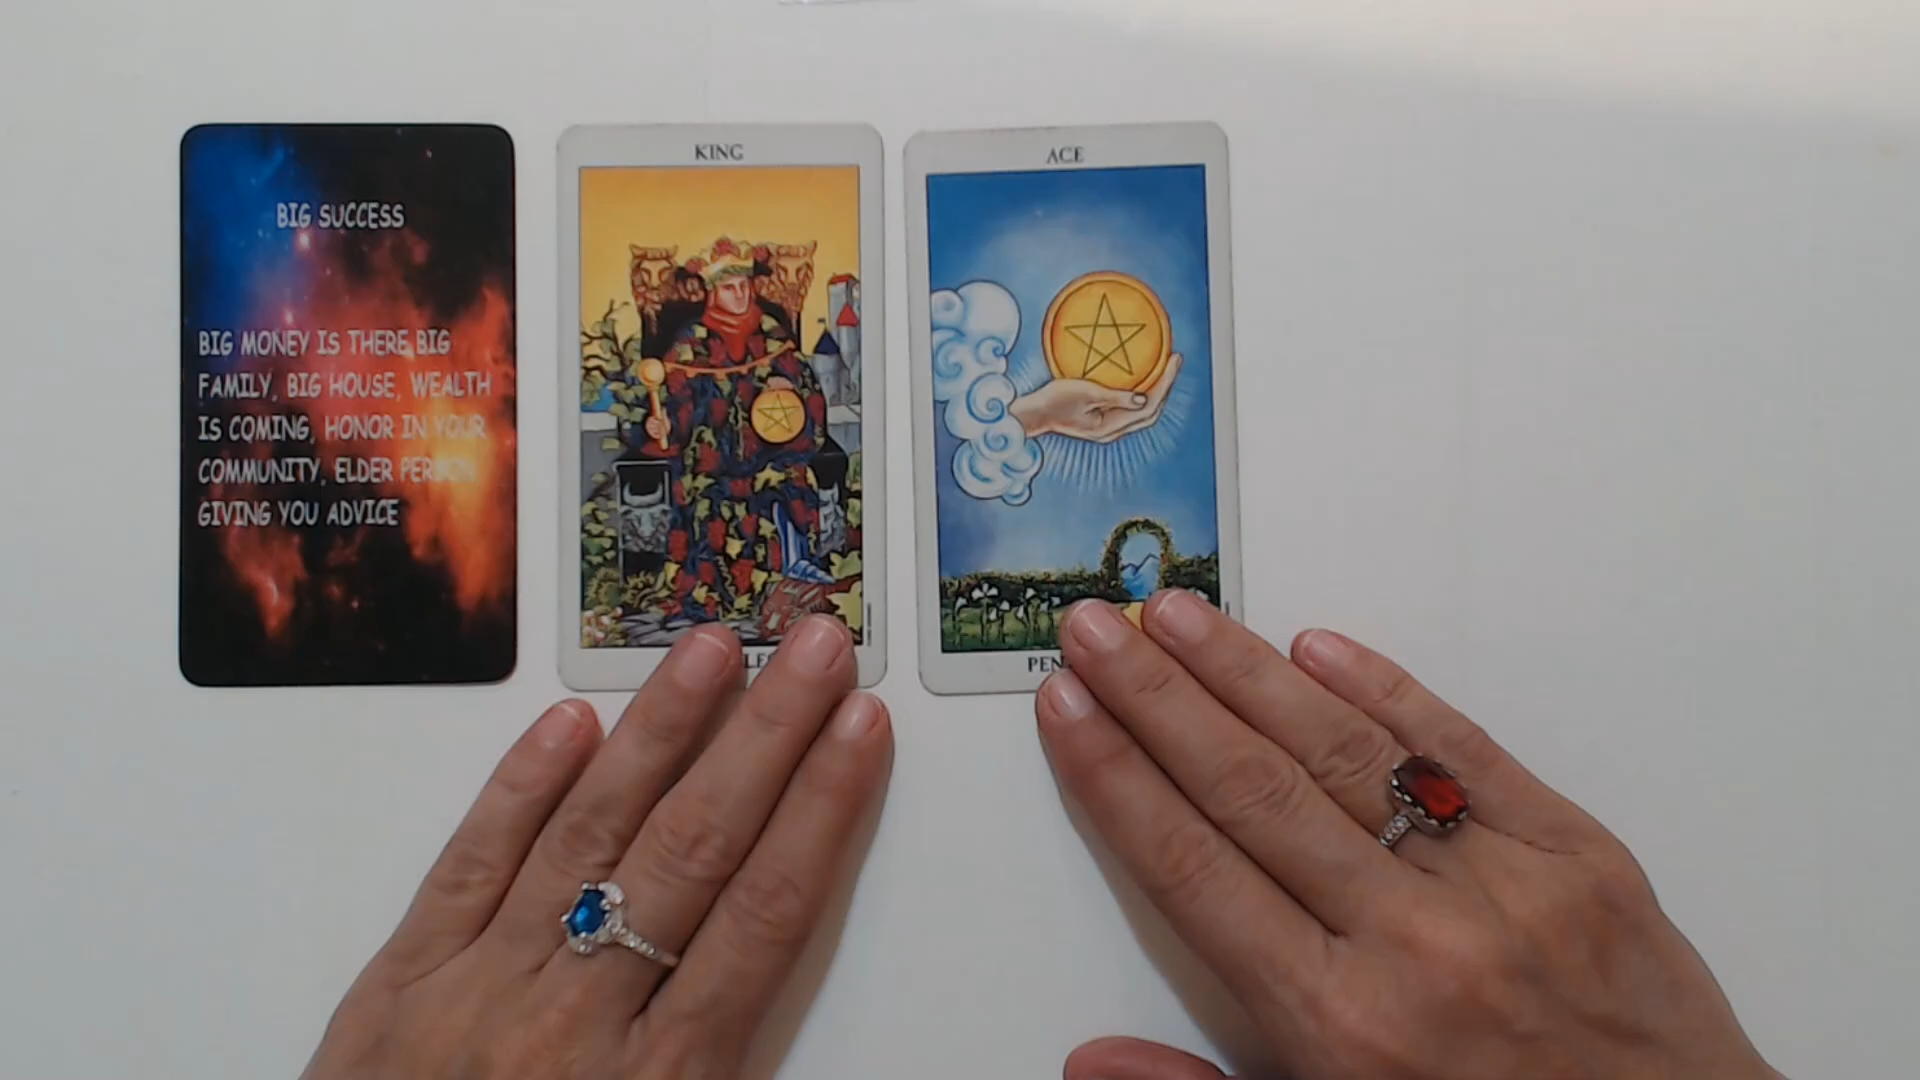 BIG SUCCESS
BIG MONEY IS THERE BIG
FAMILY, BIG HOUSE, WEALTH
IS COMING, HONOR IN YOUR
COMMUNITY, ELDER PERSON
GIVING YOU ADVICE
KING
ACE